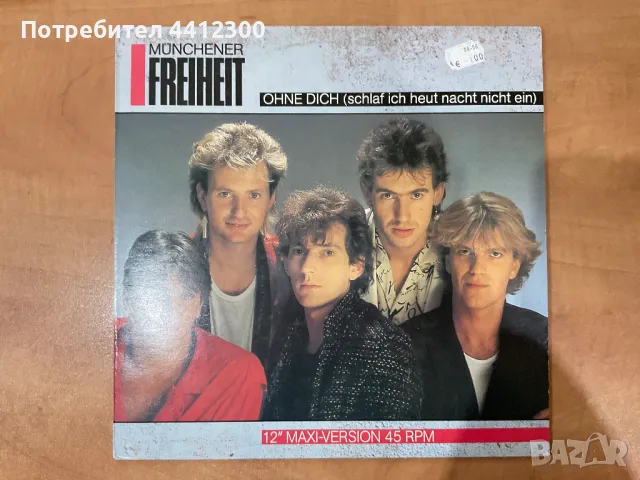 Потребител 4412300
MÜNCHENER
FREIHEIT
OHNE DICH (schlaf ich heut nacht nicht ein)
12" MAXI-VERSION 45 RPM
BAZAR